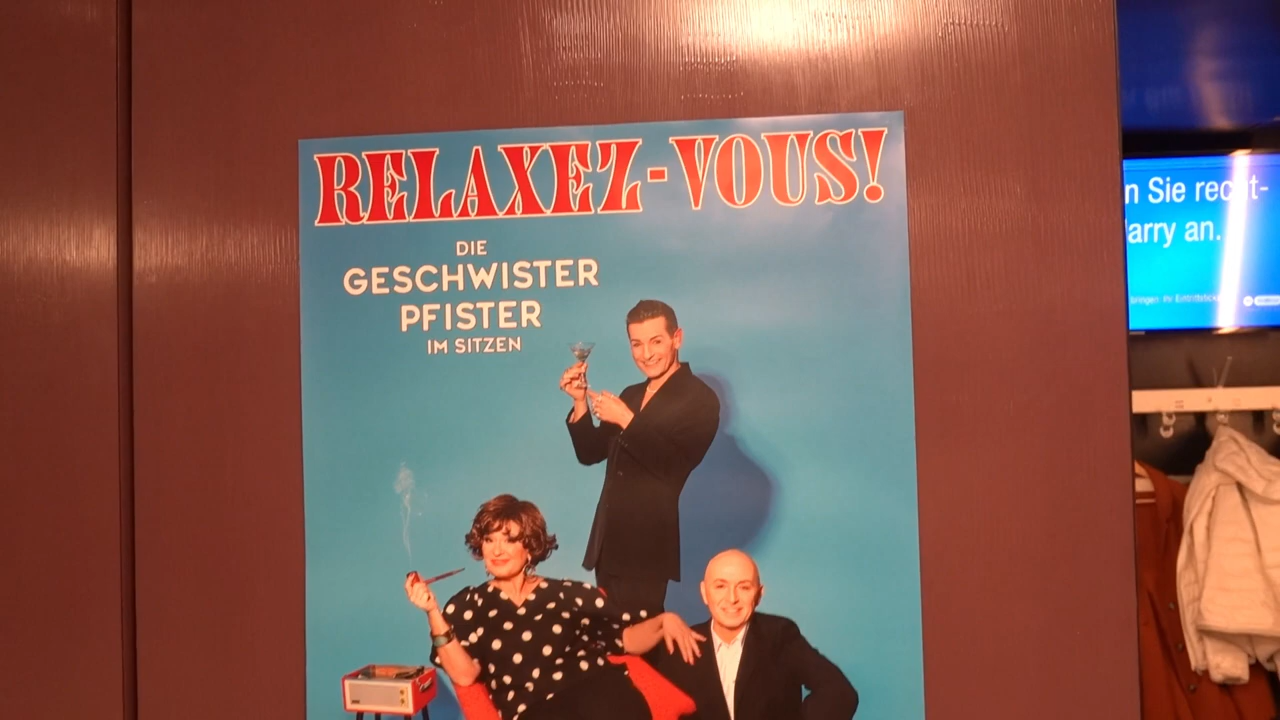 RELAXEZ-VOUS!
DIE
GESCHWISTER
PFISTER
IM SITZEN
n Sie recht-
arry an.